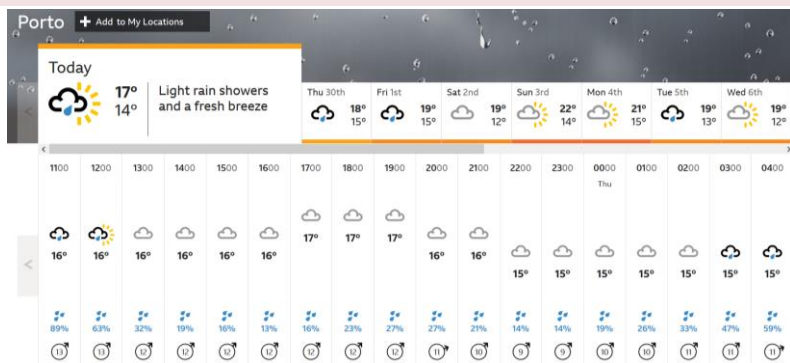 Porto
+ Add to My Locations
Today
17° 14°
Light rain showers
and a fresh breeze
Thu 30th
18° 15°
Fri 1st
19° 15°
Sat 2nd
19° 12°
Sun 3rd
22° 14°
Mon 4th
21° 15°
Tue 5th
19° 13°
Wed 6th
19° 12°
1100 1200 1300 1400 1500 1600 1700 1800 1900 2000 2100 2200 2300 0000 0100 0200 0300 0400
Thu
17° 17° 17°
16° 16° 16° 16° 16° 16° 16° 16°
15° 15° 15° 15° 15° 15° 15°
89% 63% 32% 19% 16% 13% 16% 23% 27% 27% 21% 14% 14% 19% 26% 33% 47% 59%
13 13 12 12 12 12 12 12 12 11 10 9 9 10 10 11 11 11